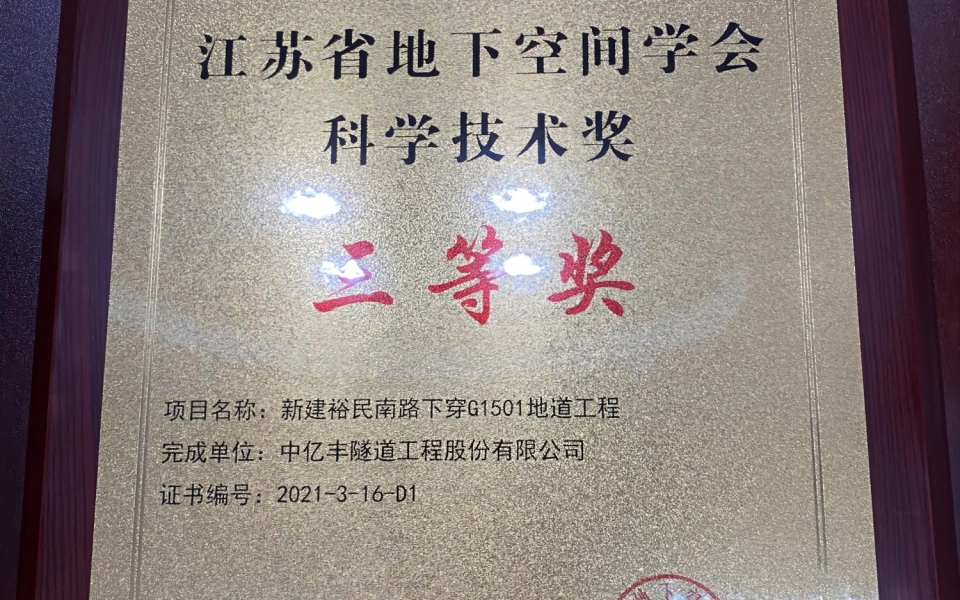 江苏省地下空间学会
科学技术奖
三等奖
项目名称：新建裕民南路下穿G1501地道工程
完成单位：中亿丰隧道工程股份有限公司
证书编号：2021-3-16-D1
地下空